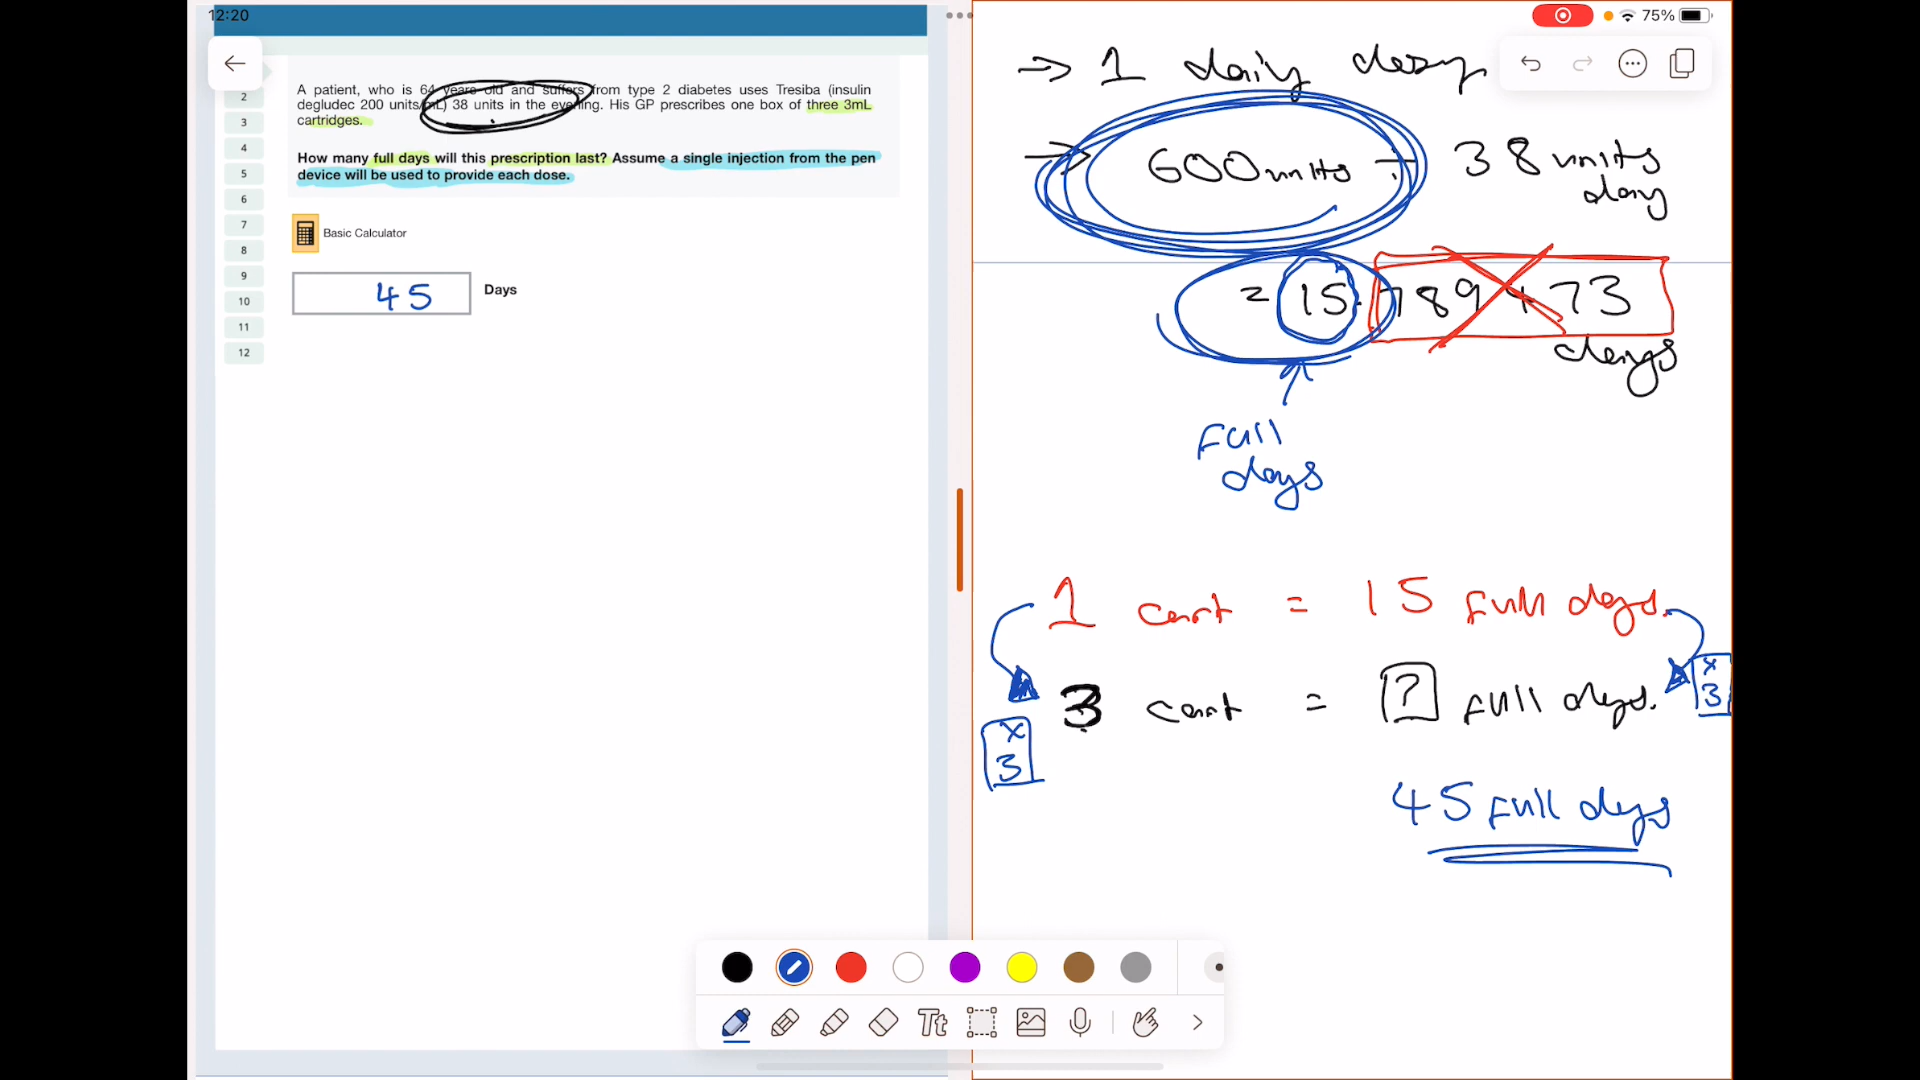 12:20
75%
A patient, who is 64 years old and suffers from type 2 diabetes uses Tresiba (insulin
degludec 200 units/mL) 38 units in the evening. His GP prescribes one box of three 3mL
cartridges.
How many full days will this prescription last? Assume a single injection from the pen
device will be used to provide each dose.
2
3
4
5
6
7
8
9
10
11
12
Basic Calculator
45 Days
→ 1 daily
→ 600units ÷ 38 units
day
= 15.789473
days
full
days
1 cart = 15 full days.
3 cart = ? full days.
x
3
x
3
45 full days
Tt